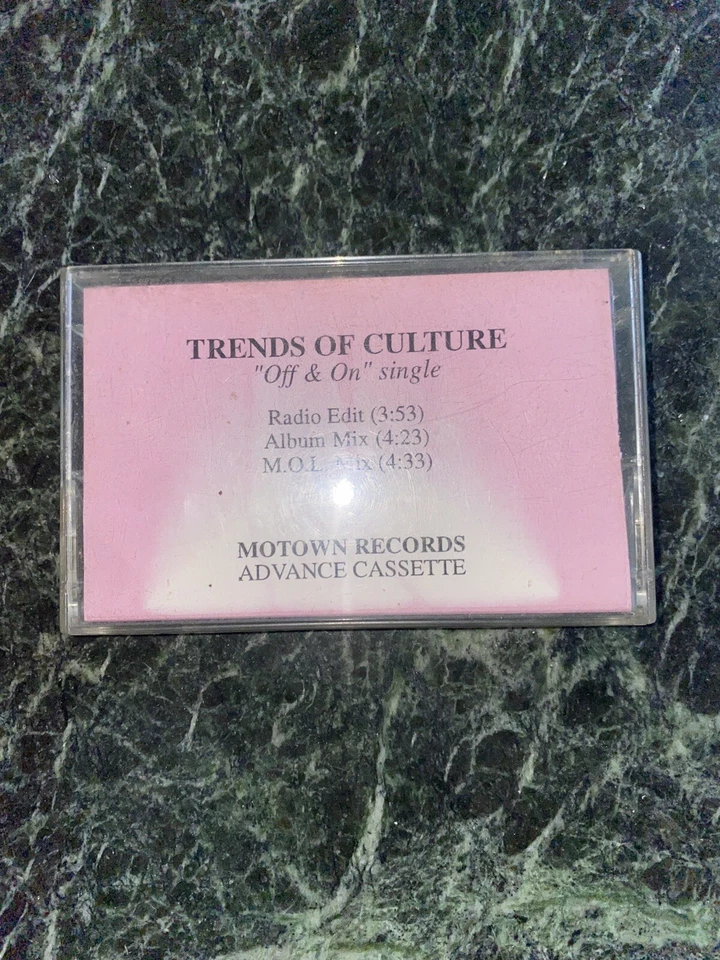 TRENDS OF CULTURE
"Off & On" single
Radio Edit (3:53)
Album Mix (4:23)
M.O.L. Mix (4:33)
MOTOWN RECORDS
ADVANCE CASSETTE